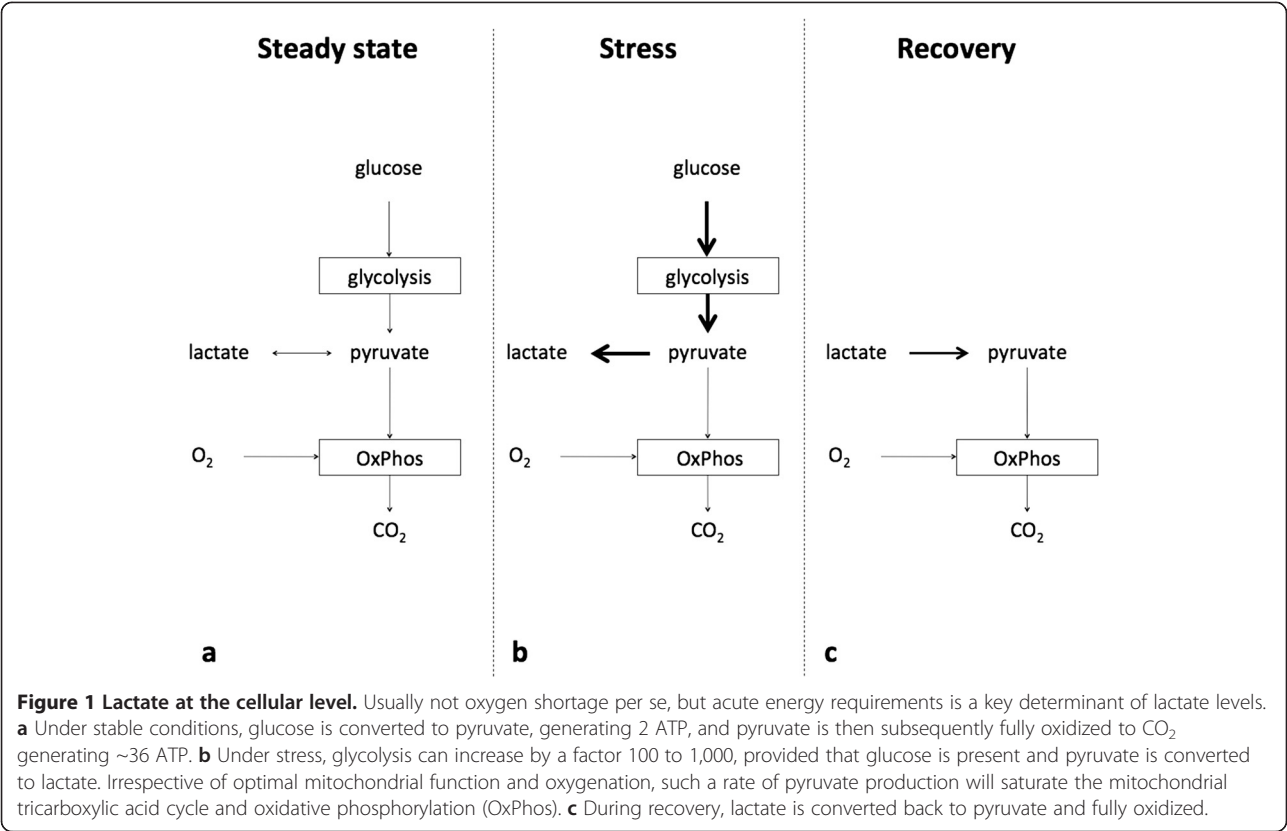 Steady state
Stress
Recovery
glucose
glucose
glycolysis
glycolysis
lactate
pyruvate
lactate
pyruvate
lactate
pyruvate
O₂
OxPhos
O₂
OxPhos
O₂
OxPhos
CO₂
CO₂
CO₂
a
b
c
Figure 1 Lactate at the cellular level. Usually not oxygen shortage per se, but acute energy requirements is a key determinant of lactate levels.
a Under stable conditions, glucose is converted to pyruvate, generating 2 ATP, and pyruvate is then subsequently fully oxidized to CO₂
generating ~36 ATP. b Under stress, glycolysis can increase by a factor 100 to 1,000, provided that glucose is present and pyruvate is converted
to lactate. Irrespective of optimal mitochondrial function and oxygenation, such a rate of pyruvate production will saturate the mitochondrial
tricarboxylic acid cycle and oxidative phosphorylation (OxPhos). c During recovery, lactate is converted back to pyruvate and fully oxidized.